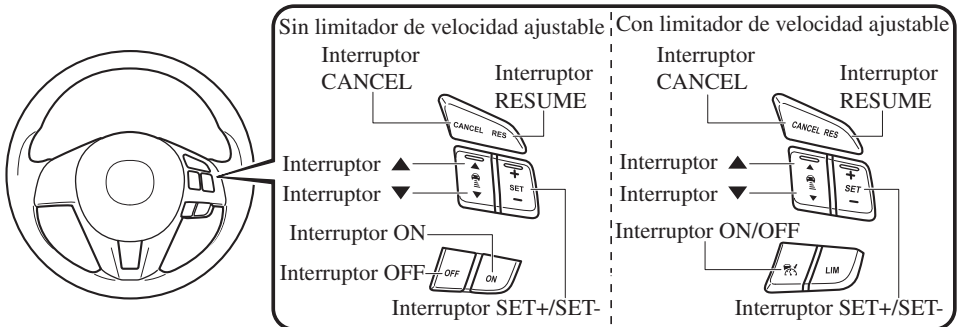 Sin limitador de velocidad ajustable
Interruptor
CANCEL
Interruptor
RESUME
CANCEL RES
Interruptor ▲
Interruptor ▼
+
SET
-
Interruptor ON
Interruptor OFF
OFF
ON
Interruptor SET+/SET-
Con limitador de velocidad ajustable
Interruptor
CANCEL
Interruptor
RESUME
CANCEL RES
Interruptor ▲
Interruptor ▼
+
SET
-
Interruptor ON/OFF
LIM
Interruptor SET+/SET-